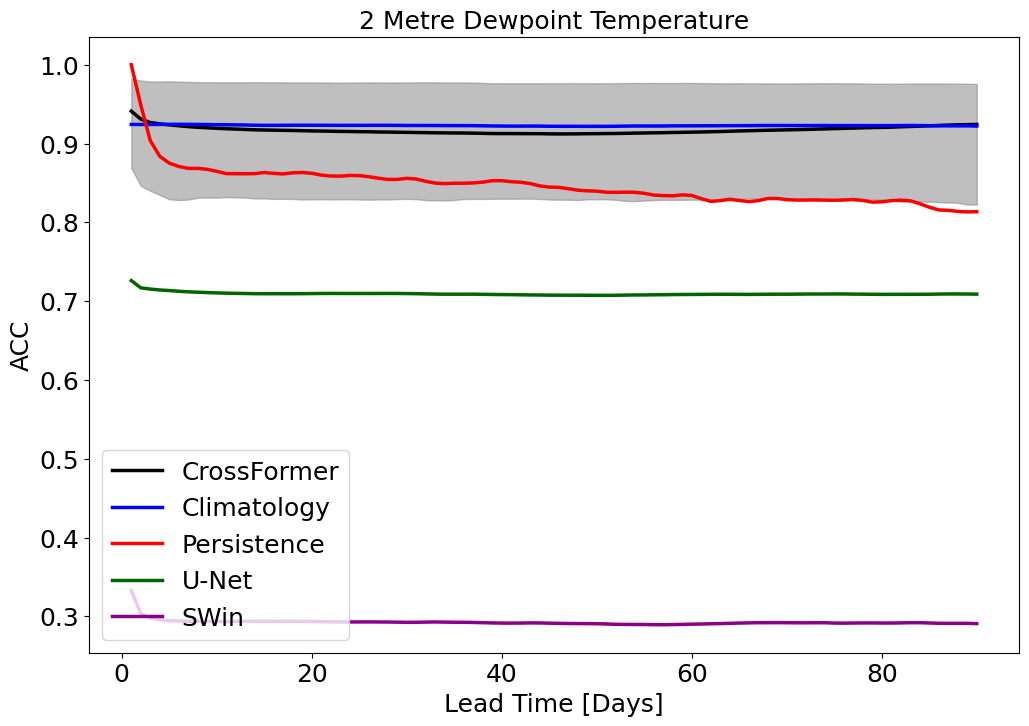 2 Metre Dewpoint Temperature
ACC
1.0
0.9
0.8
0.7
0.6
0.5
0.4
0.3
CrossFormer
Climatology
Persistence
U-Net
SWin
0 20 40 60 80
Lead Time [Days]